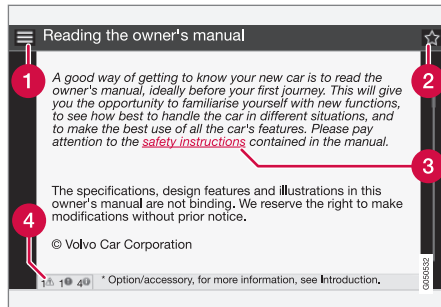 Reading the owner's manual
1
2
A good way of getting to know your new car is to read the
owner's manual, ideally before your first journey. This will give
you the opportunity to familiarise yourself with new functions,
to see how best to handle the car in different situations, and
to make the best use of all the car's features. Please pay
attention to the safety instructions contained in the manual.
3
The specifications, design features and illustrations in this
owner's manual are not binding. We reserve the right to make
modifications without prior notice.
4
© Volvo Car Corporation
1⚠ 1❶ 4❶ * Option/accessory, for more information, see Introduction.
G050532